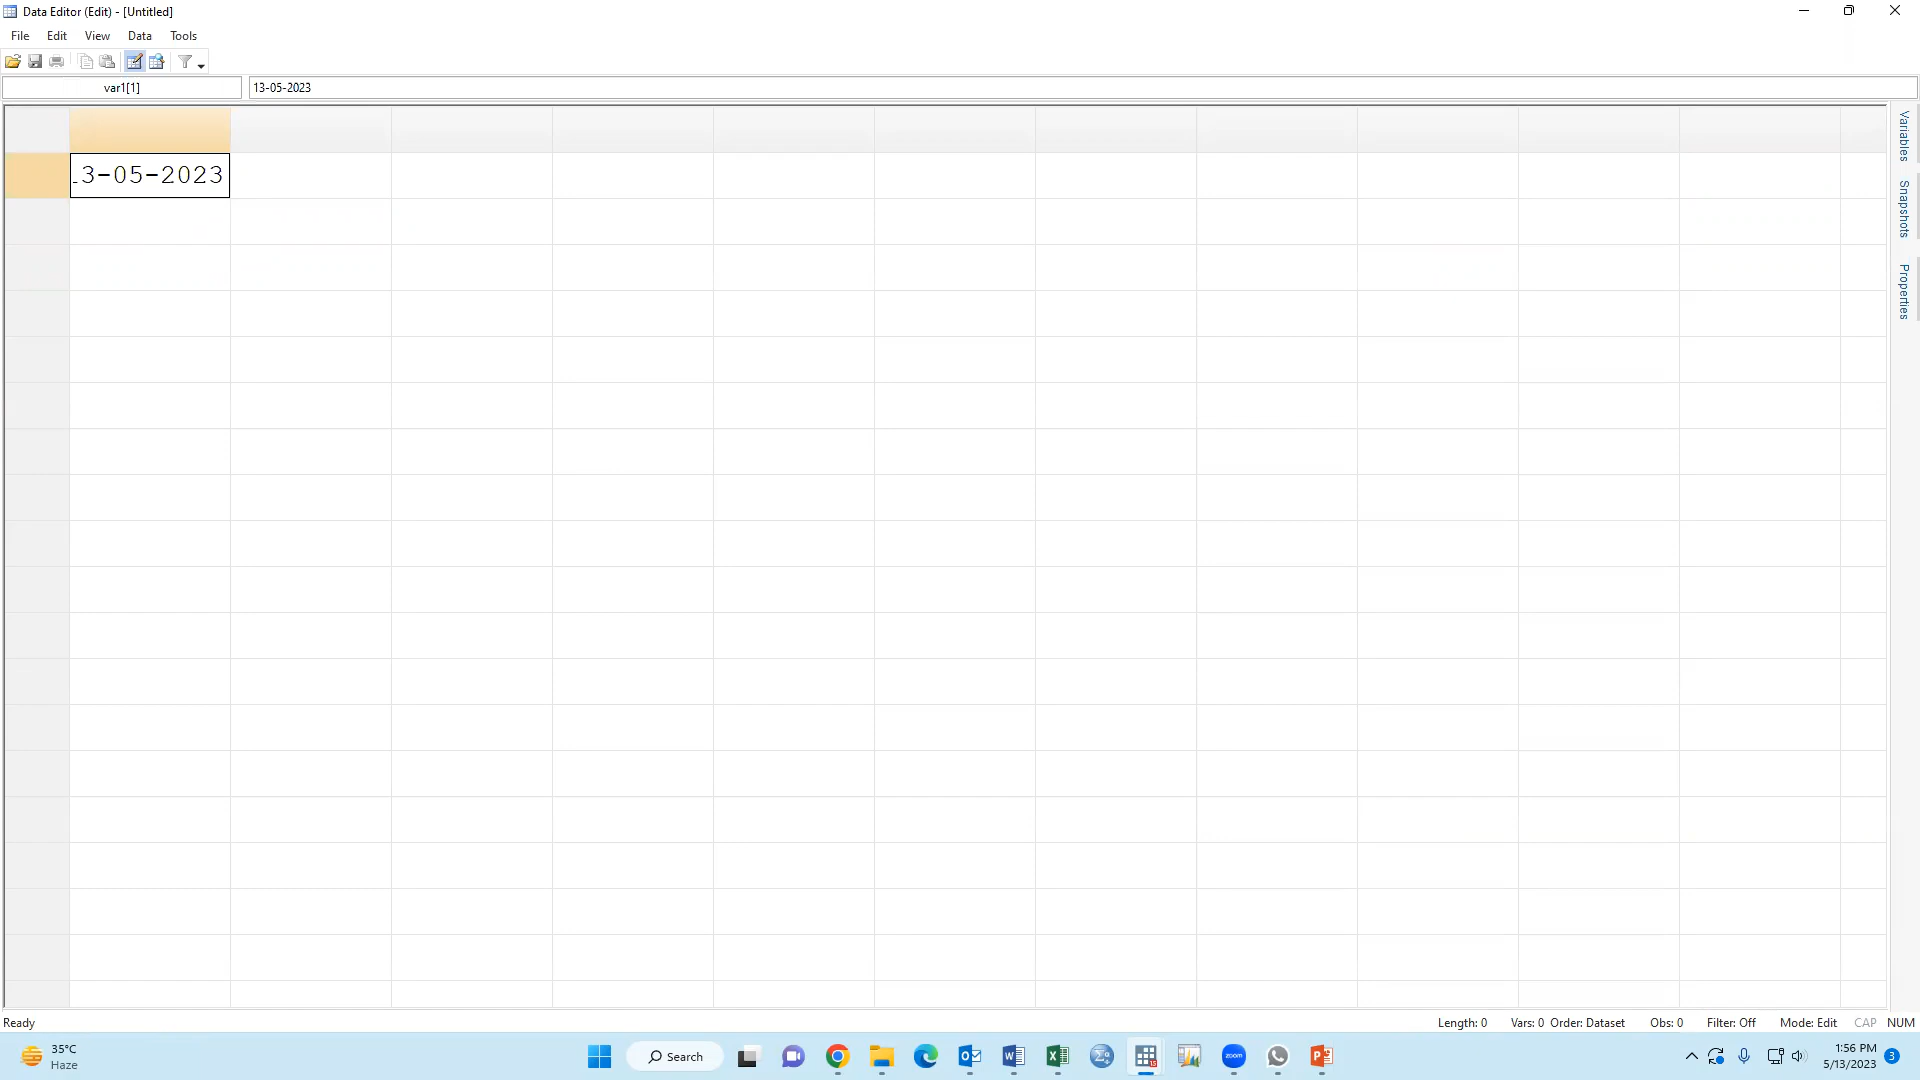 Data Editor (Edit) - [Untitled]
File Edit View Data Tools
var1[1] 13-05-2023
13-05-2023
Variables
Snapshots
Properties
Ready Length: 0 Vars: 0 Order: Dataset Obs: 0 Filter: Off Mode: Edit CAP NUM
35°C
Haze
Search
zoom
1:56 PM
5/13/2023
3